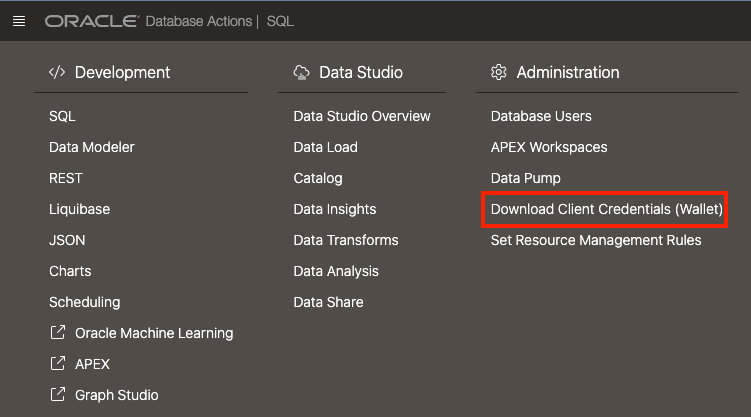 ORACLE Database Actions | SQL
Development
SQL
Data Modeler
REST
Liquibase
JSON
Charts
Scheduling
Oracle Machine Learning
APEX
Graph Studio
Data Studio
Data Studio Overview
Data Load
Catalog
Data Insights
Data Transforms
Data Analysis
Data Share
Administration
Database Users
APEX Workspaces
Data Pump
Download Client Credentials (Wallet)
Set Resource Management Rules